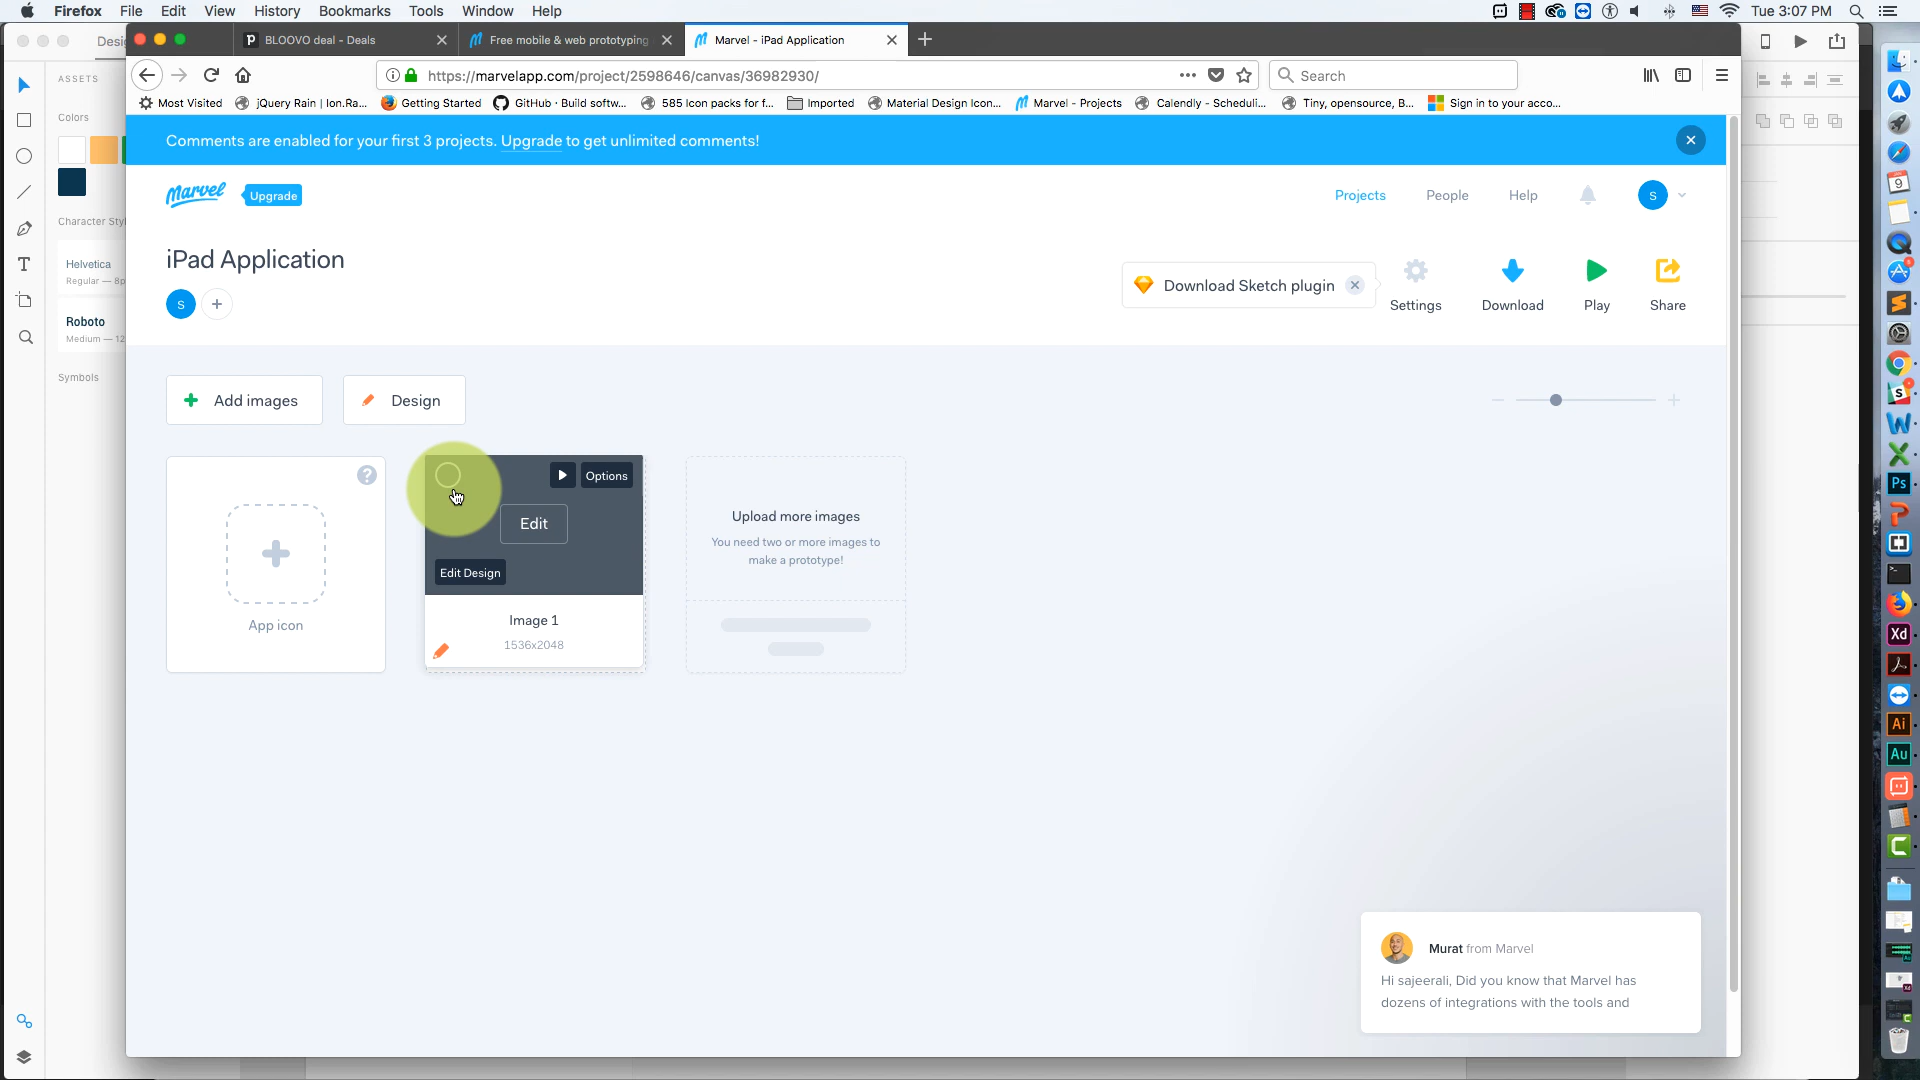 Firefox File Edit View History Bookmarks Tools Window Help
Tue 3:07 PM
BLOOVO deal - Deals
Free mobile & web prototyping
Marvel - iPad Application
https://marvelapp.com/project/2598646/canvas/36982930/
Search
Most Visited
jQuery Rain | Ion.Ra...
Getting Started
GitHub · Build softw...
585 Icon packs for f...
Imported
Material Design Icon...
Marvel - Projects
Calendly - Scheduli...
Tiny, opensource, B...
Sign in to your acco...
ASSETS
Colors
Helvetica
Roboto
Symbols
Comments are enabled for your first 3 projects. Upgrade to get unlimited comments!
Marvel
Upgrade
Projects
People
Help
S
iPad Application
S
Download Sketch plugin
Settings
Download
Play
Share
Add images
Design
?
App icon
Options
Edit
Edit Design
Image 1
1536x2048
Upload more images
You need two or more images to
make a prototype!
Murat from Marvel
Hi sajeerali, Did you know that Marvel has
dozens of integrations with the tools and